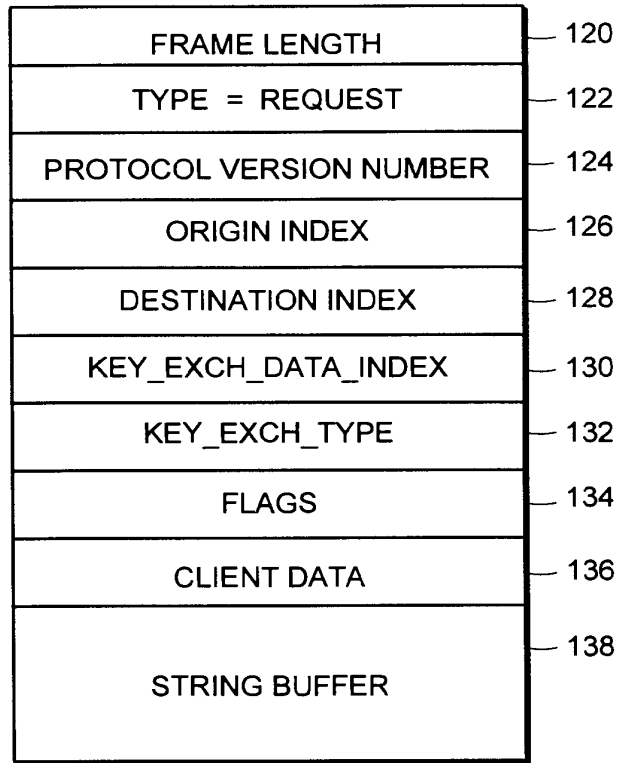 FRAME LENGTH 120
TYPE = REQUEST 122
PROTOCOL VERSION NUMBER 124
ORIGIN INDEX 126
DESTINATION INDEX 128
KEY_EXCH_DATA_INDEX 130
KEY_EXCH_TYPE 132
FLAGS 134
CLIENT DATA 136
138
STRING BUFFER